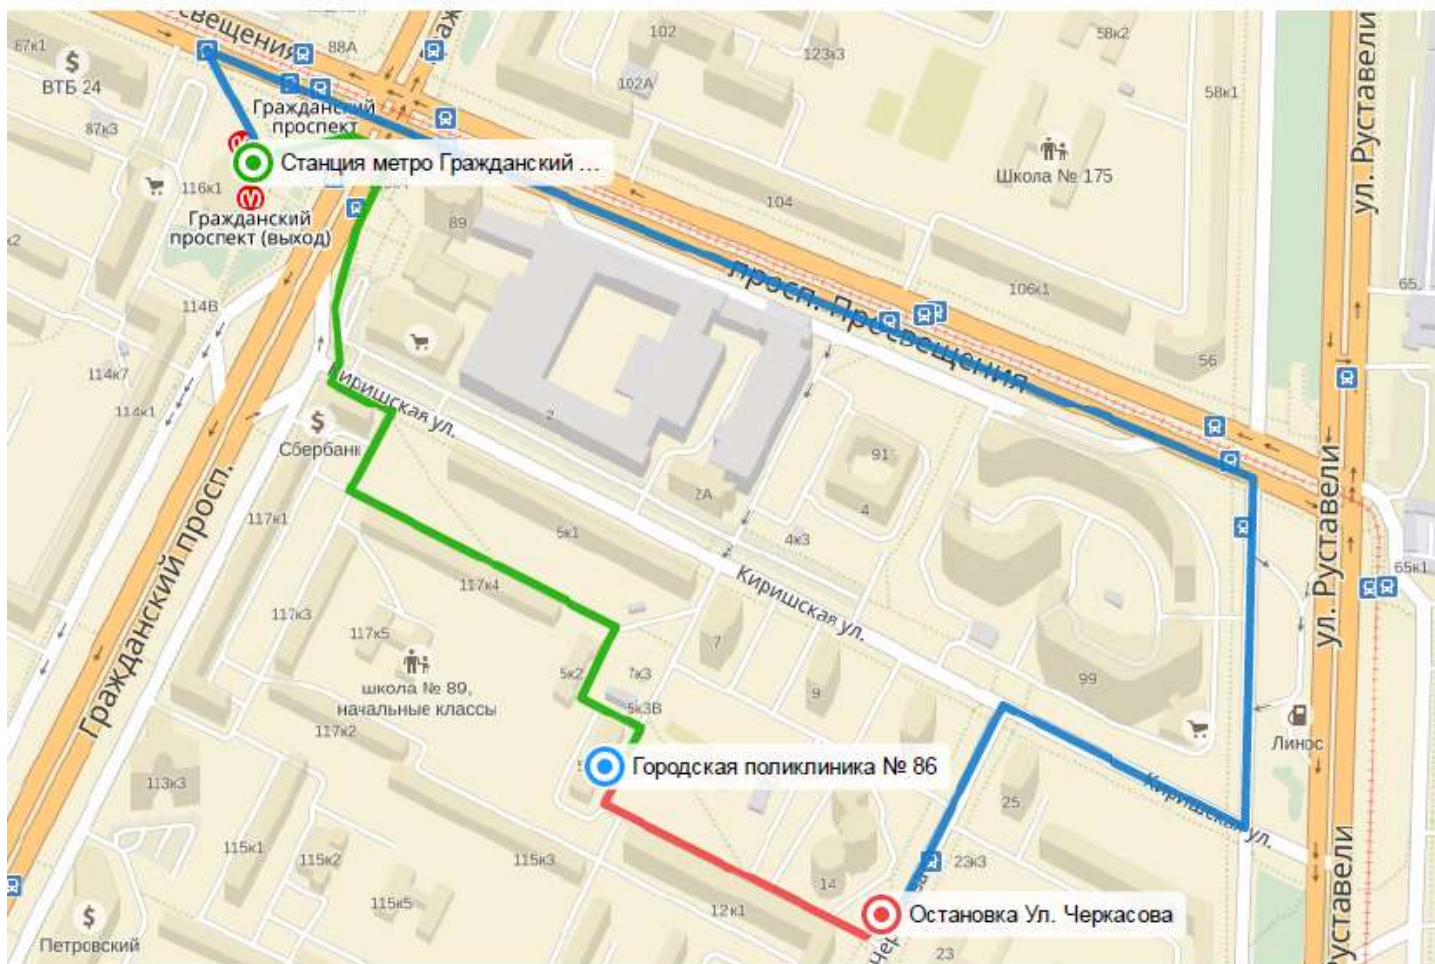 свещения
87к1
88А
102
123к3
58к2
ВТБ 24
102А
58к1
87к3
Гражданский
проспект
Станция метро Гражданский ...
Школа № 175
ул. Руставели
116к1
Гражданский
проспект (выход)
89
104
114В
просп. Просвещения
106к1
65
114к7
56
114к1
Киришская ул.
2
Сбербанк
91
2А
4
Гражданский просп.
117к1
5к1
4к3
Киришская ул.
ул. Руставели
65к1
117к4
117к3
117к5
7
школа № 89,
начальные классы
5к2
7к3
5к3В
9
99
117к2
Линос
Городская поликлиника № 86
113к3
25
Киришская ул.
115к1
115к2
115к3
23к3
14
115к5
12к1
Остановка Ул. Черкасова
Петровский
23
Руставели